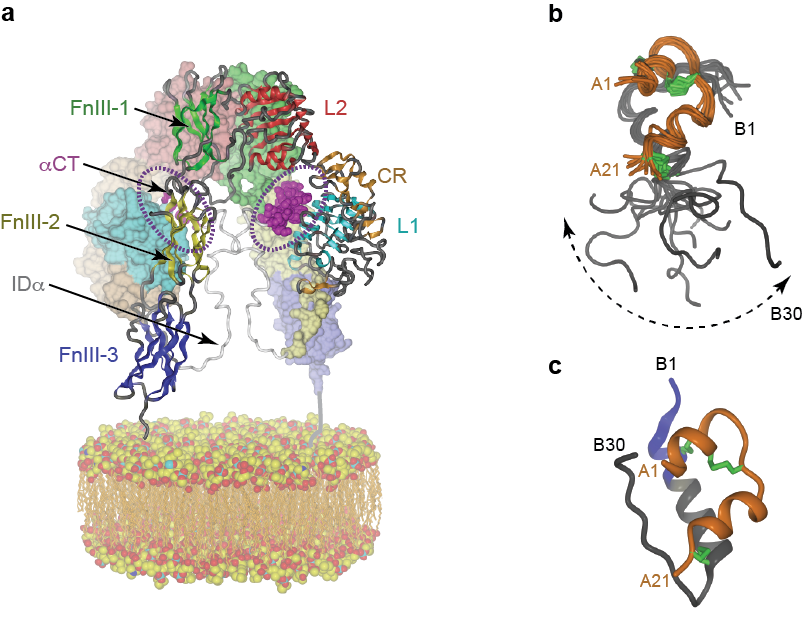 a
FnIII-1
L2
αCT
CR
FnIII-2
L1
IDα
FnIII-3
b
A1
B1
A21
B30
c
B1
B30
A1
A21